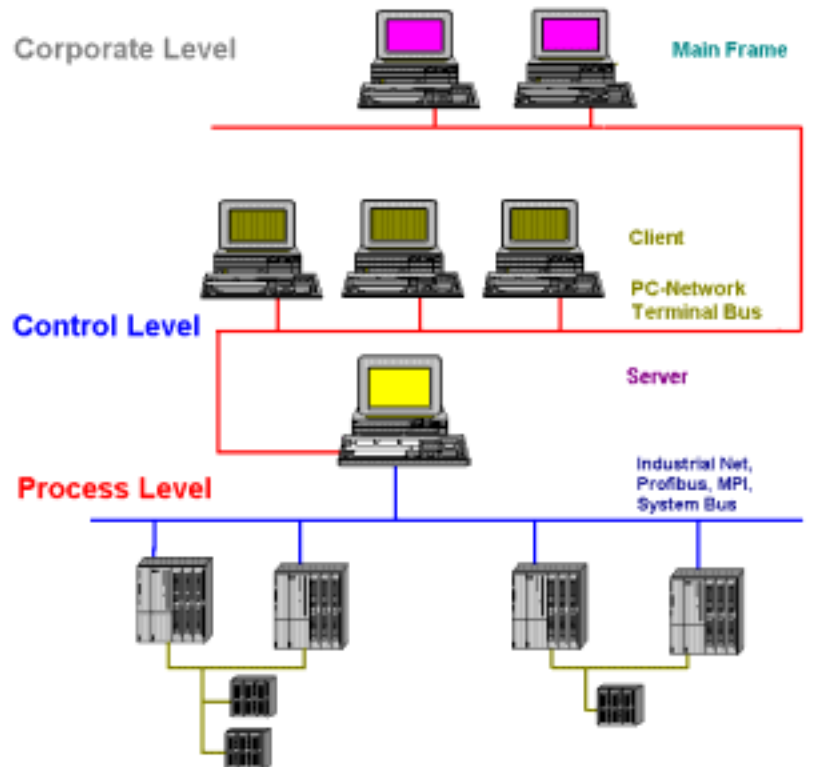 Corporate Level
Main Frame
Client
PC-Network
Terminal Bus
Control Level
Server
Industrial Net,
Profibus, MPI,
System Bus
Process Level